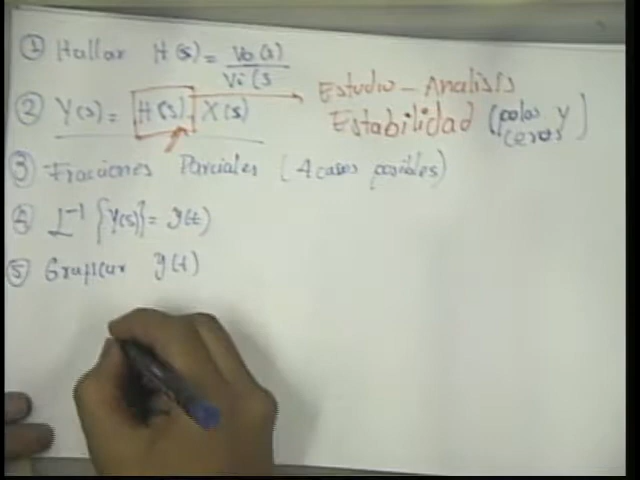 ① Hallar H(s) = Vo(s) / Vi(s
② Y(s) = H(s). X(s) Estudio - Analisis
Estabilidad (polos y ceros)
③ Fracciones Parciales (4 casos posibles)
④ L⁻¹ {Y(s)} = y(t)
⑤ Graficar y(t)